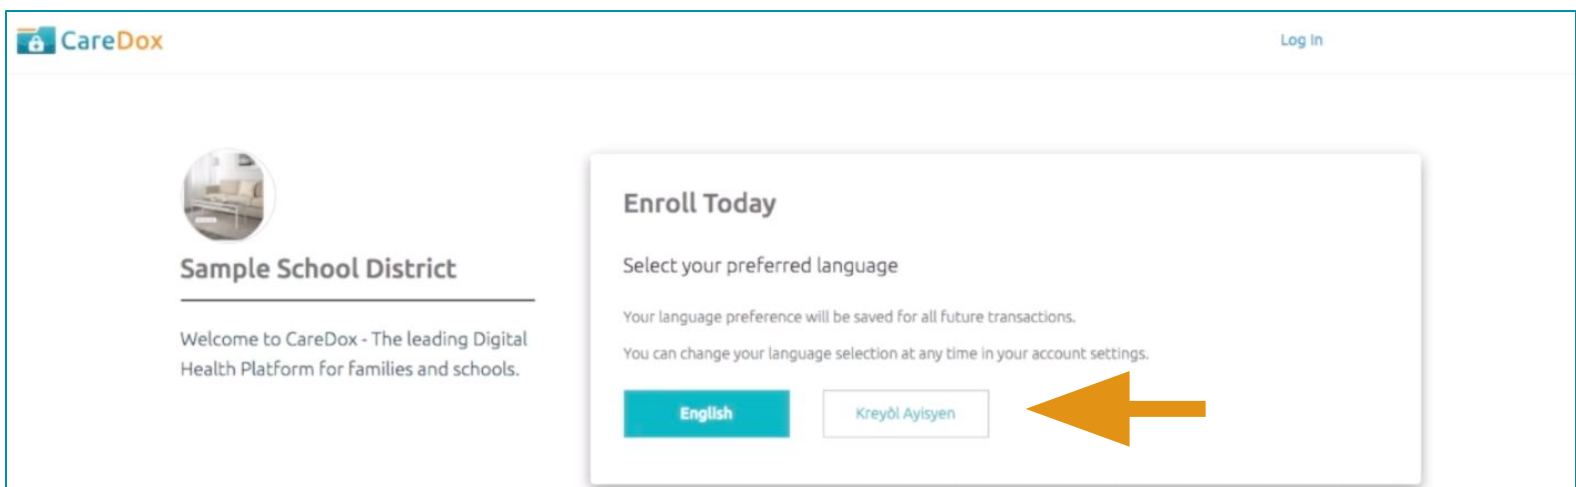 CareDox
Log In
Sample School District
Welcome to CareDox - The leading Digital
Health Platform for families and schools.
Enroll Today
Select your preferred language
Your language preference will be saved for all future transactions.
You can change your language selection at any time in your account settings.
English
Kreyòl Ayisyen